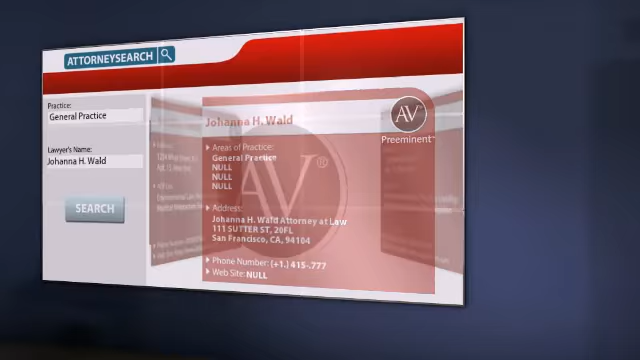 ATTORNEYSEARCH
Practice:
General Practice
Lawyer's Name:
Johanna H. Wald
SEARCH
Johanna H. Wald
AV
Preeminent
Areas of Practice:
General Practice
NULL
NULL
NULL
AV®
Address:
Johanna H. Wald Attorney at Law
111 SUTTER ST, 20FL
San Francisco, CA, 94104
Phone Number: (+1.) 415-.777
Web Site: NULL